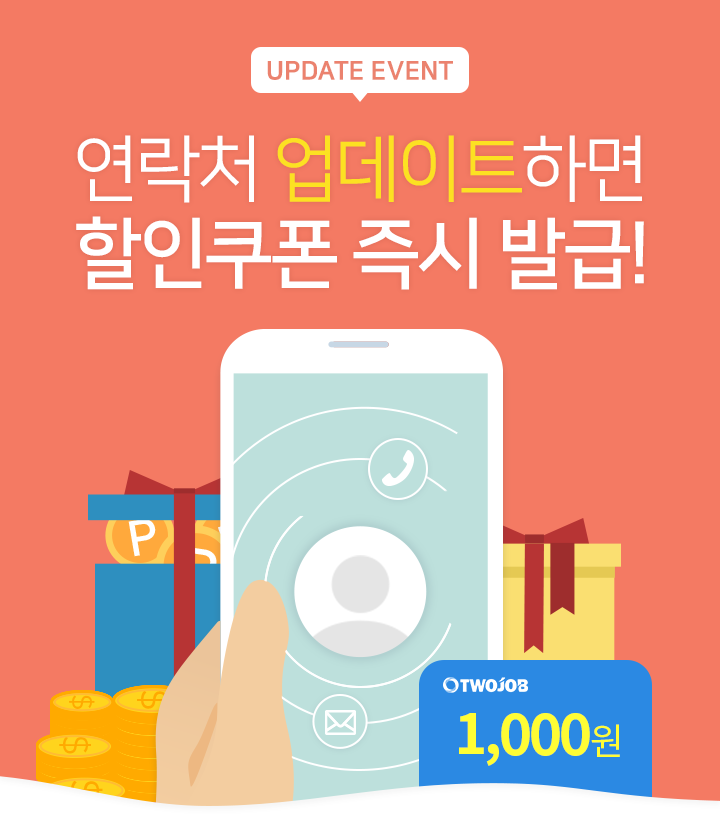 UPDATE EVENT
연락처 업데이트하면
할인쿠폰 즉시 발급!
P
TWOJOB
1,000원